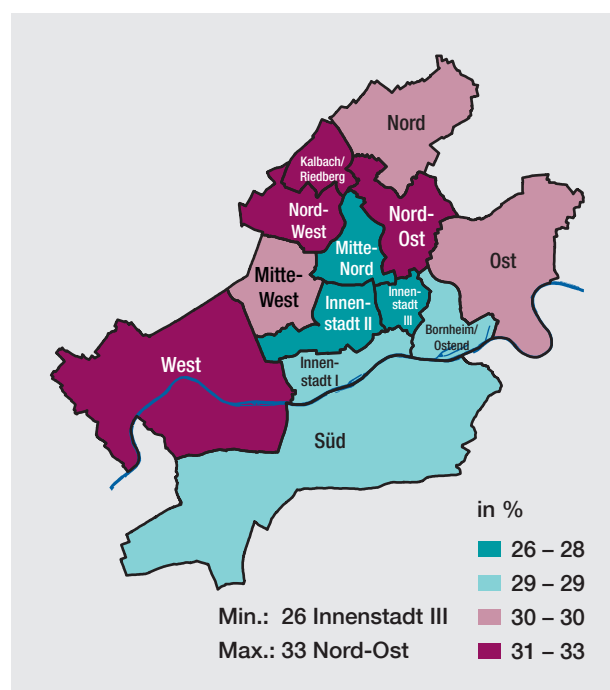 Nord
Kalbach/
Riedberg
Nord-
West
Nord-
Ost
Mitte-
Nord
Ost
Mitte-
West
Innen-
stadt II
Innen-
stadt
III
Bornheim/
Ostend
West
Innen-
stadt I
Süd
in %
26 – 28
29 – 29
30 – 30
31 – 33
Min.: 26 Innenstadt III
Max.: 33 Nord-Ost